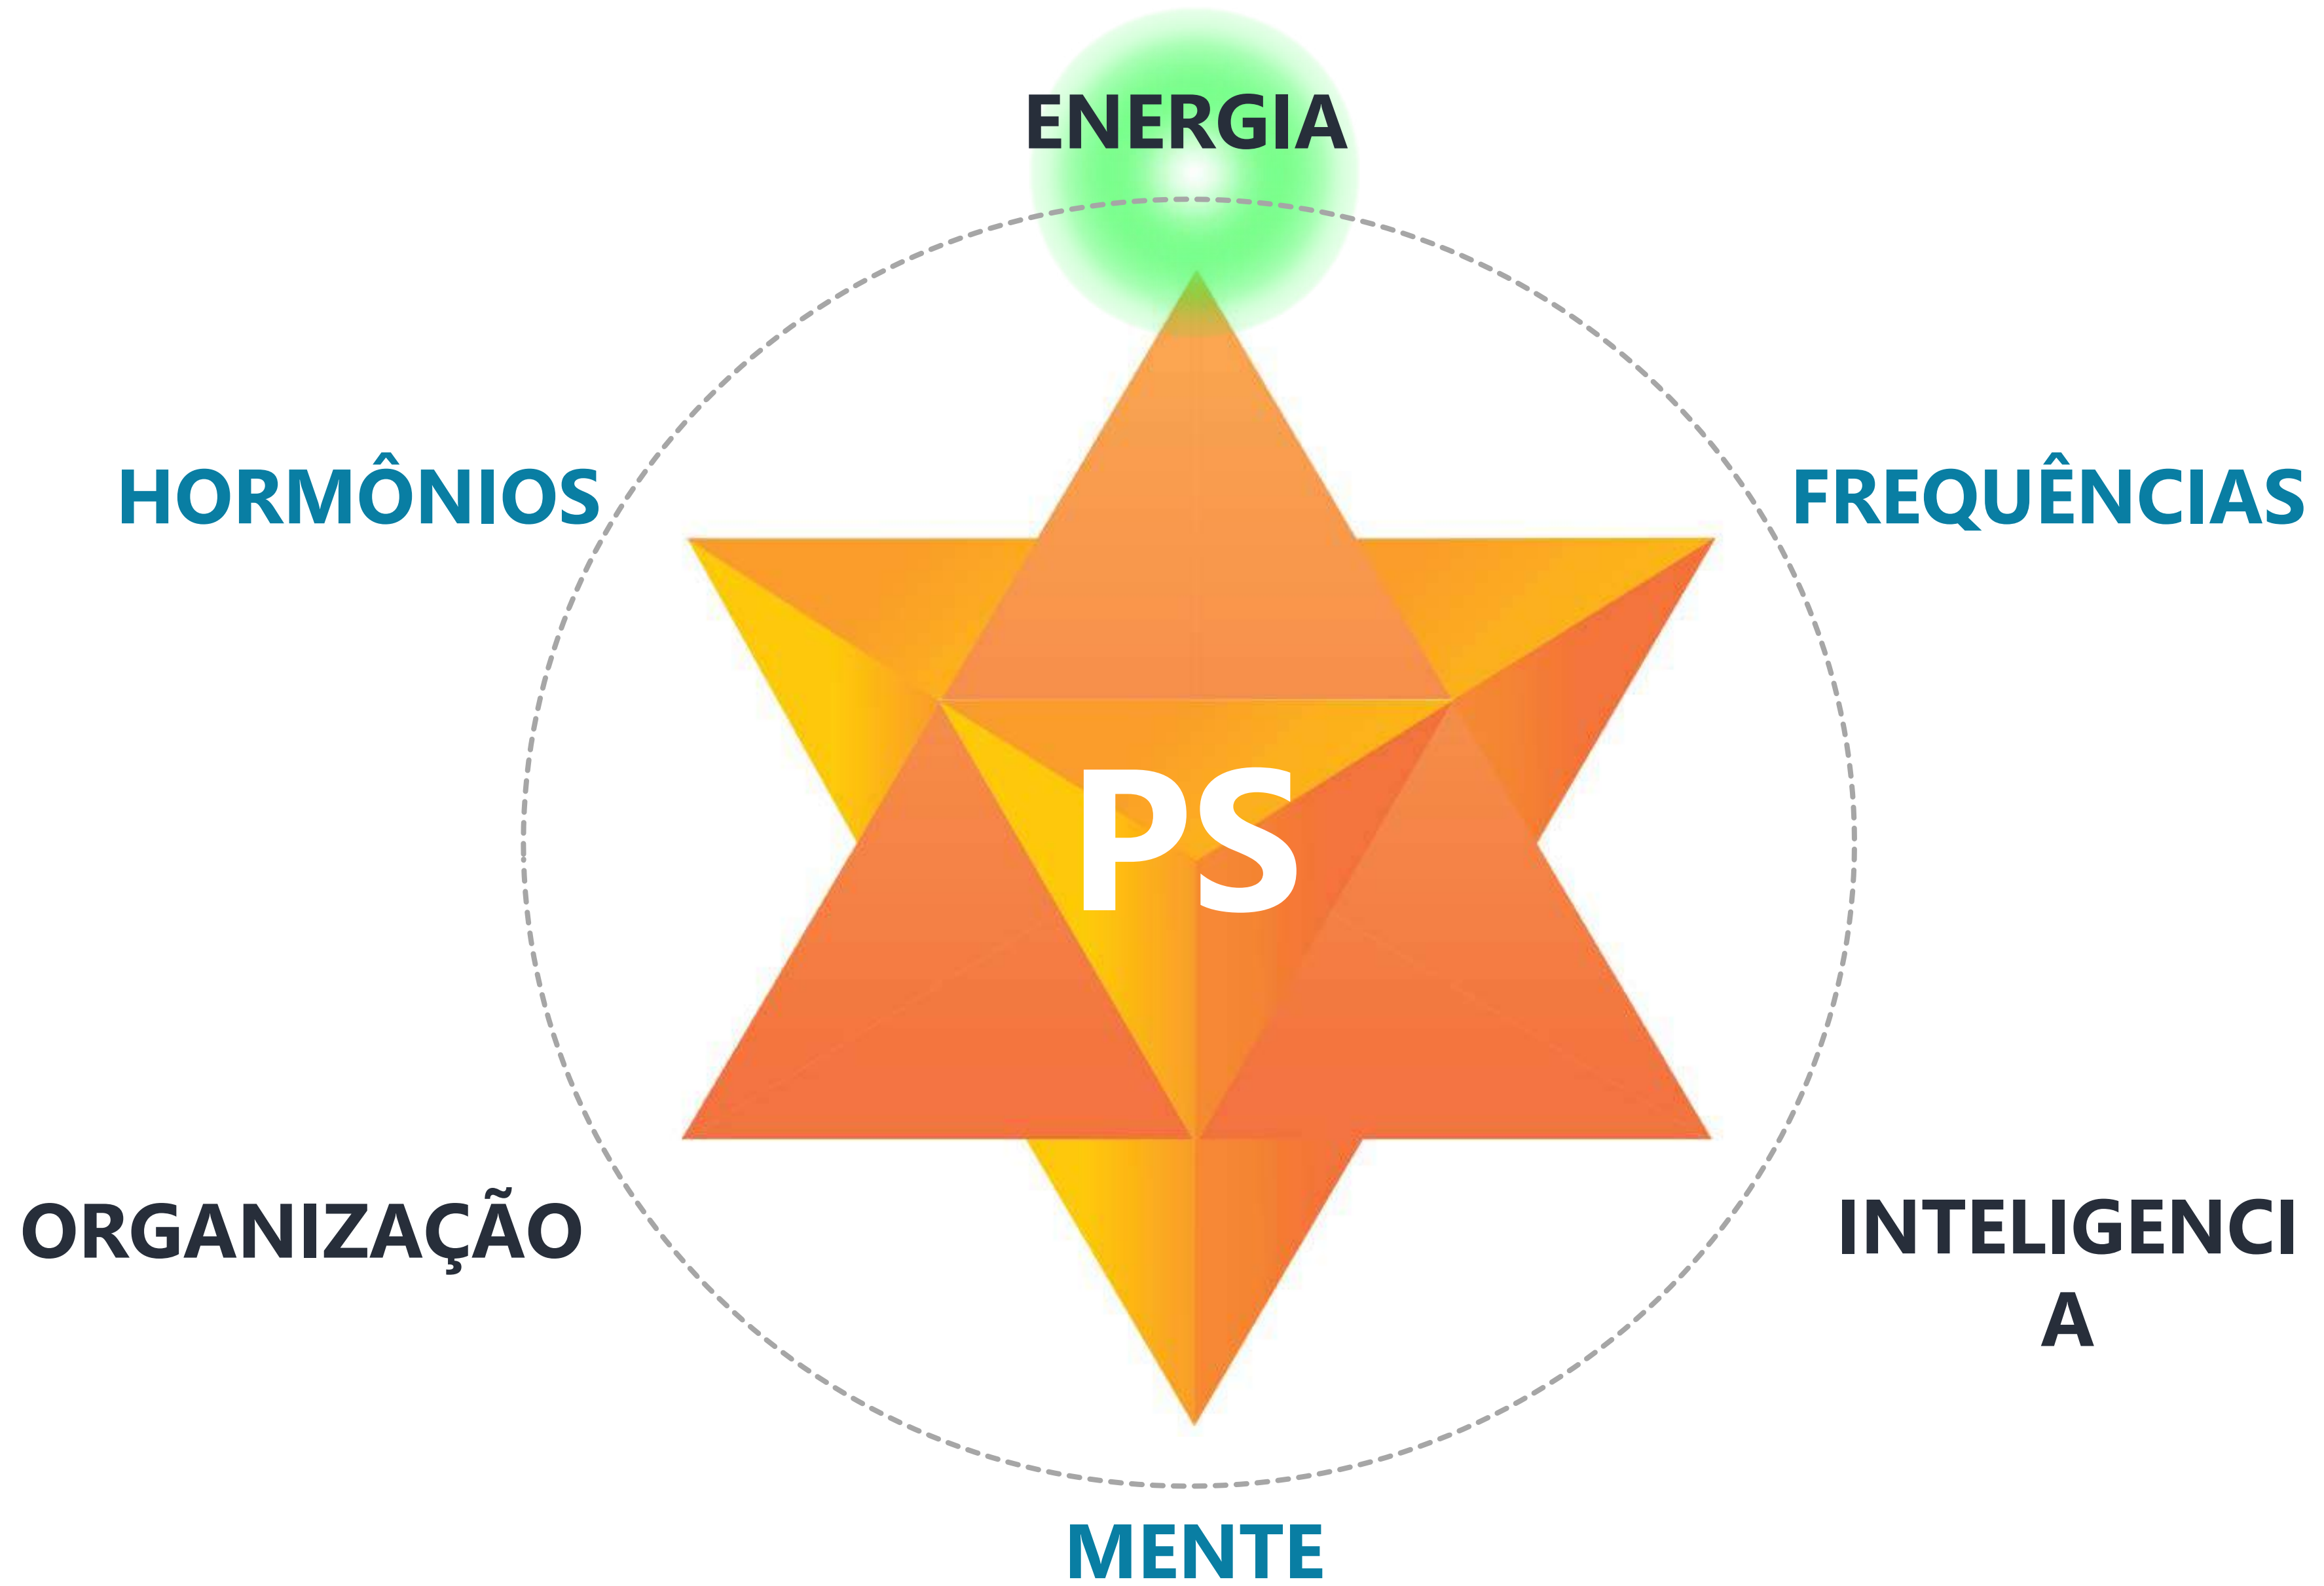 ENERGIA
HORMÔNIOS
FREQUÊNCIAS
PS
ORGANIZAÇÃO
INTELIGENCI
A
MENTE